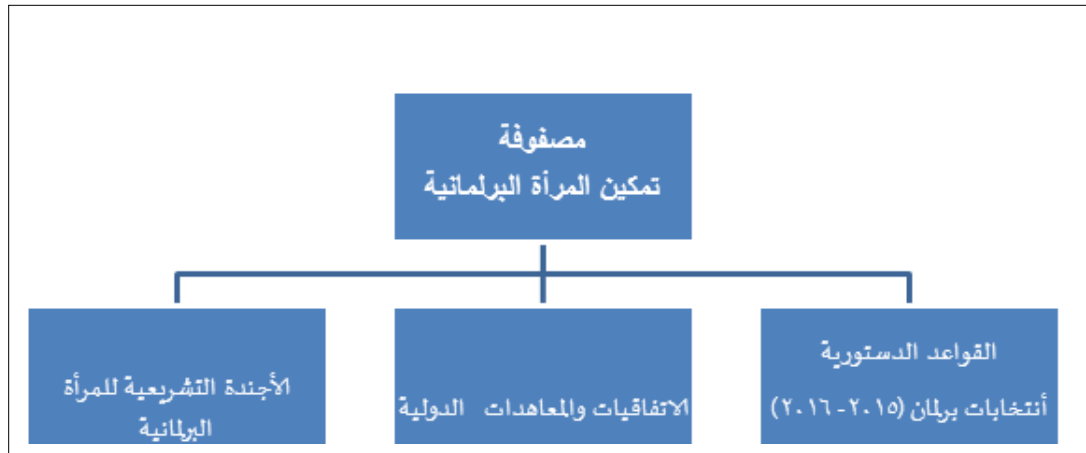 مصفوفة
تمكين المرأة البرلمانية
القواعد الدستورية
أنتخابات برلمان (٢٠١٥-٢٠١٦)
الاتفاقيات والمعاهدات الدولية
الأجندة التشريعية للمرأة
البرلمانية